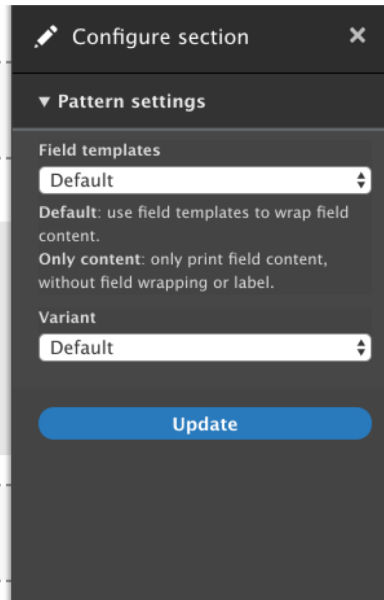 Configure section
Pattern settings
Field templates
Default
Default: use field templates to wrap field
content.
Only content: only print field content,
without field wrapping or label.
Variant
Default
Update